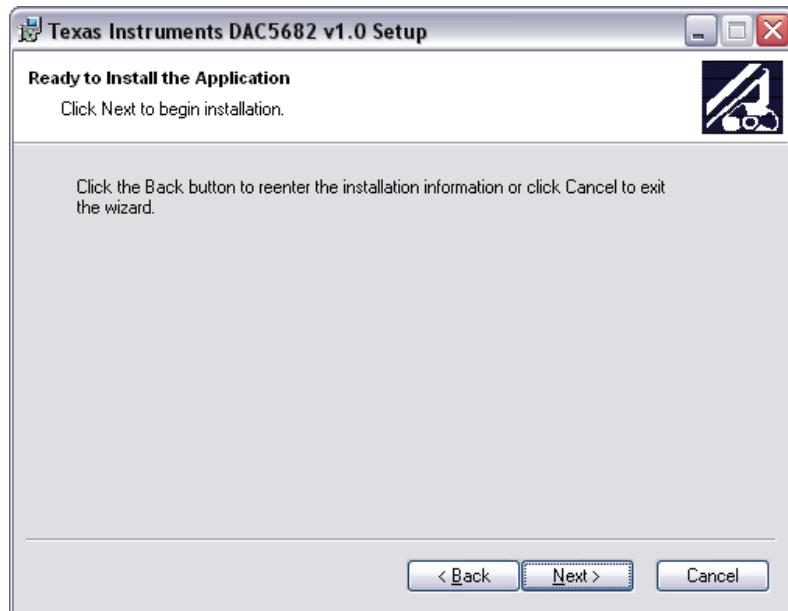 Texas Instruments DAC5682 v1.0 Setup
Ready to Install the Application
Click Next to begin installation.
Click the Back button to reenter the installation information or click Cancel to exit
the wizard.
< Back
Next >
Cancel